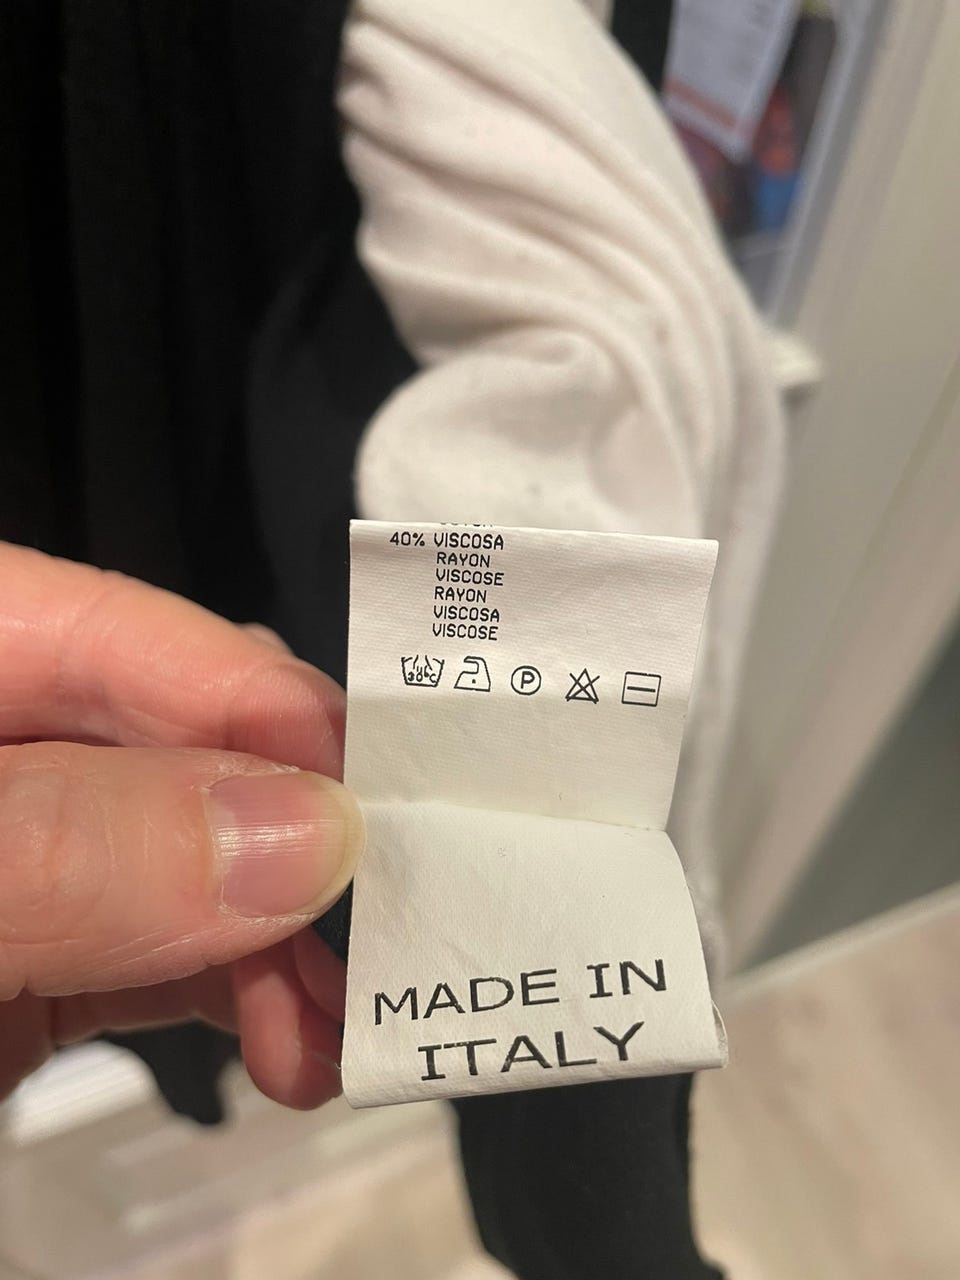 40% VISCOSA
RAYON
VISCOSE
RAYON
VISCOSA
VISCOSE
P
MADE IN
ITALY